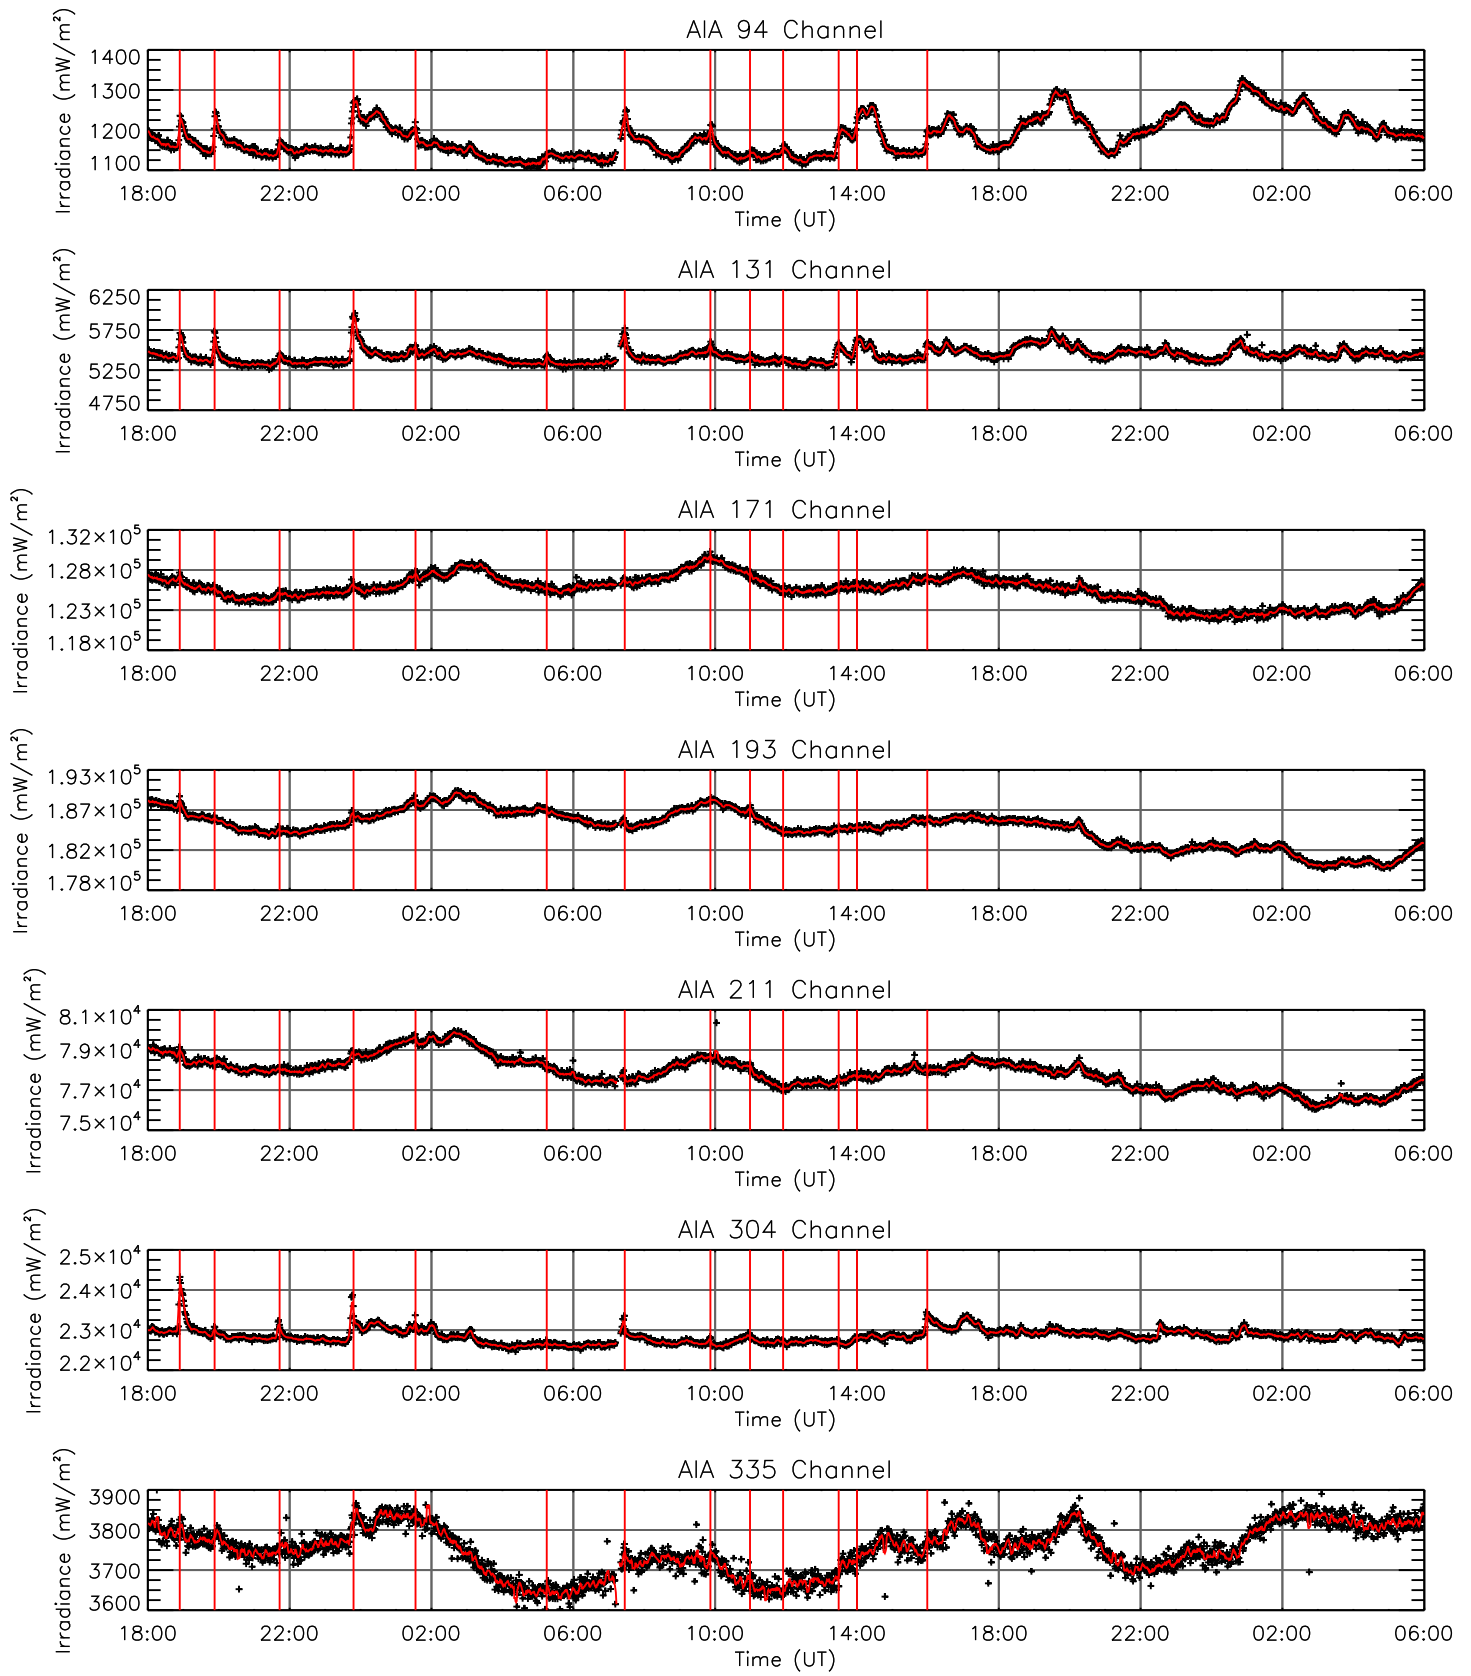 AIA 94 Channel
Irradiance (mW/m²)
1400
1300
1200
1100
18:00 22:00 02:00 06:00 10:00 14:00 18:00 22:00 02:00 06:00
Time (UT)
AIA 131 Channel
Irradiance (mW/m²)
6250
5750
5250
4750
18:00 22:00 02:00 06:00 10:00 14:00 18:00 22:00 02:00 06:00
Time (UT)
AIA 171 Channel
Irradiance (mW/m²)
1.32×10⁵
1.28×10⁵
1.23×10⁵
1.18×10⁵
18:00 22:00 02:00 06:00 10:00 14:00 18:00 22:00 02:00 06:00
Time (UT)
AIA 193 Channel
Irradiance (mW/m²)
1.93×10⁵
1.87×10⁵
1.82×10⁵
1.78×10⁵
18:00 22:00 02:00 06:00 10:00 14:00 18:00 22:00 02:00 06:00
Time (UT)
AIA 211 Channel
Irradiance (mW/m²)
8.1×10⁴
7.9×10⁴
7.7×10⁴
7.5×10⁴
18:00 22:00 02:00 06:00 10:00 14:00 18:00 22:00 02:00 06:00
Time (UT)
AIA 304 Channel
Irradiance (mW/m²)
2.5×10⁴
2.4×10⁴
2.3×10⁴
2.2×10⁴
18:00 22:00 02:00 06:00 10:00 14:00 18:00 22:00 02:00 06:00
Time (UT)
AIA 335 Channel
Irradiance (mW/m²)
3900
3800
3700
3600
18:00 22:00 02:00 06:00 10:00 14:00 18:00 22:00 02:00 06:00
Time (UT)